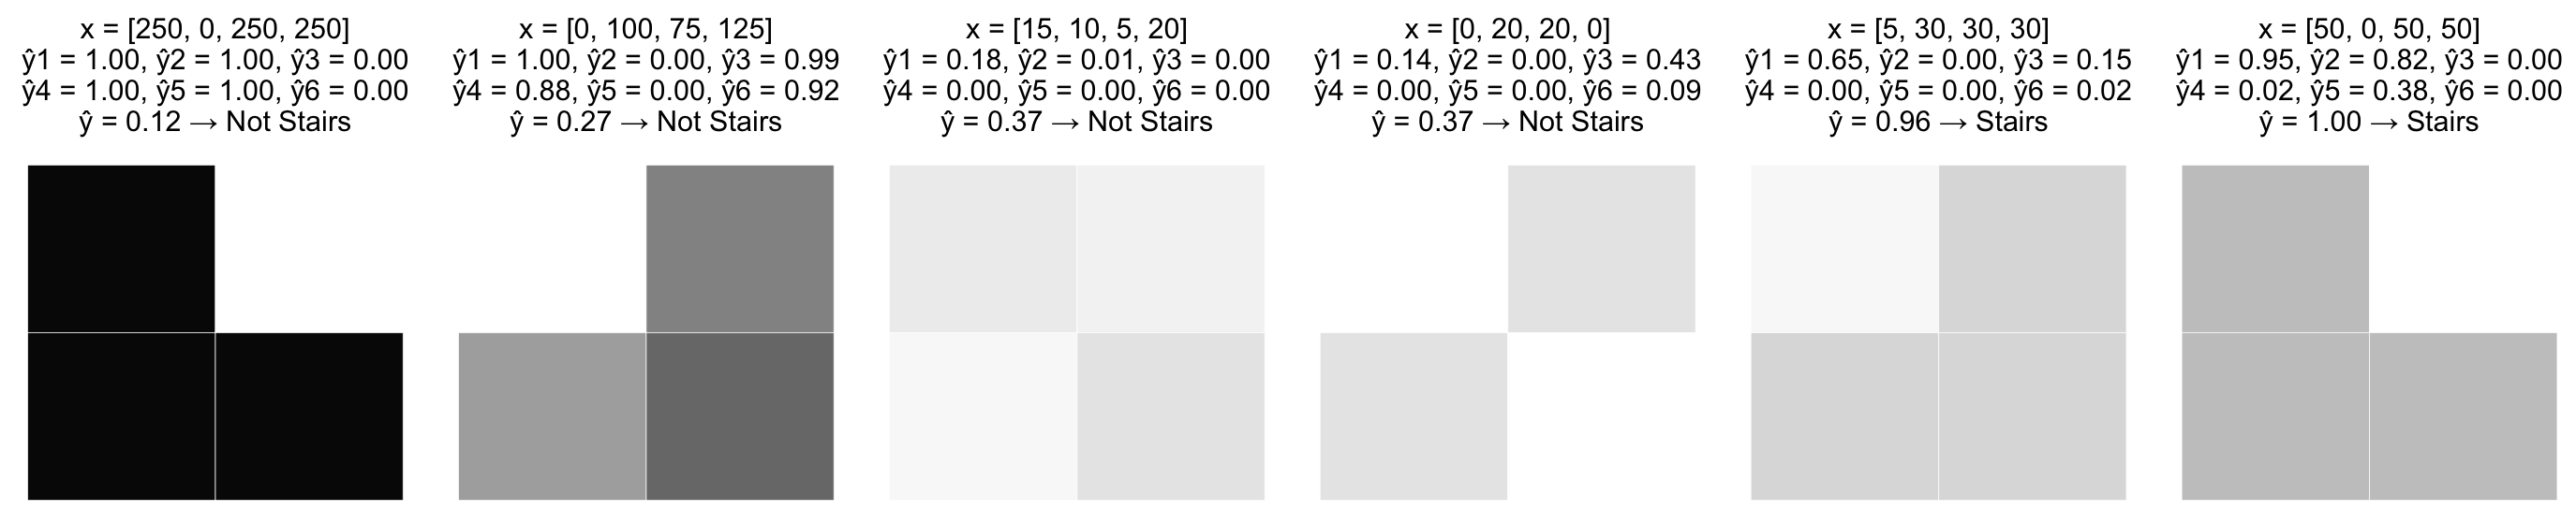 x = [250, 0, 250, 250]
ŷ1 = 1.00, ŷ2 = 1.00, ŷ3 = 0.00
ŷ4 = 1.00, ŷ5 = 1.00, ŷ6 = 0.00
ŷ = 0.12 → Not Stairs
x = [0, 100, 75, 125]
ŷ1 = 1.00, ŷ2 = 0.00, ŷ3 = 0.99
ŷ4 = 0.88, ŷ5 = 0.00, ŷ6 = 0.92
ŷ = 0.27 → Not Stairs
x = [15, 10, 5, 20]
ŷ1 = 0.18, ŷ2 = 0.01, ŷ3 = 0.00
ŷ4 = 0.00, ŷ5 = 0.00, ŷ6 = 0.00
ŷ = 0.37 → Not Stairs
x = [0, 20, 20, 0]
ŷ1 = 0.14, ŷ2 = 0.00, ŷ3 = 0.43
ŷ4 = 0.00, ŷ5 = 0.00, ŷ6 = 0.09
ŷ = 0.37 → Not Stairs
x = [5, 30, 30, 30]
ŷ1 = 0.65, ŷ2 = 0.00, ŷ3 = 0.15
ŷ4 = 0.00, ŷ5 = 0.00, ŷ6 = 0.02
ŷ = 0.96 → Stairs
x = [50, 0, 50, 50]
ŷ1 = 0.95, ŷ2 = 0.82, ŷ3 = 0.00
ŷ4 = 0.02, ŷ5 = 0.38, ŷ6 = 0.00
ŷ = 1.00 → Stairs